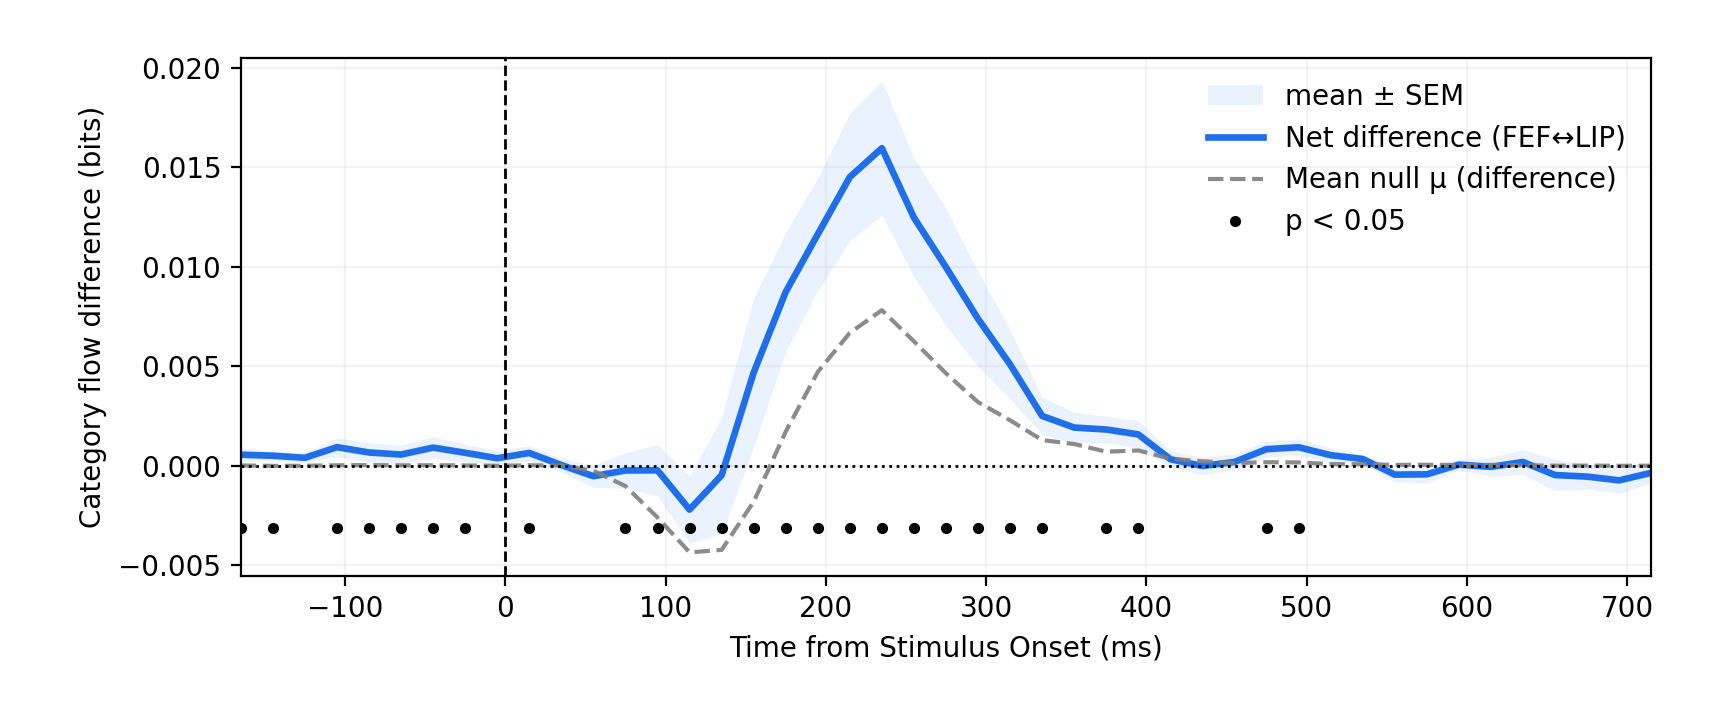 0.020
0.015
0.010
0.005
0.000
−0.005
Category flow difference (bits)
mean ± SEM
Net difference (FEF↔LIP)
Mean null μ (difference)
p < 0.05
−100 0 100 200 300 400 500 600 700
Time from Stimulus Onset (ms)